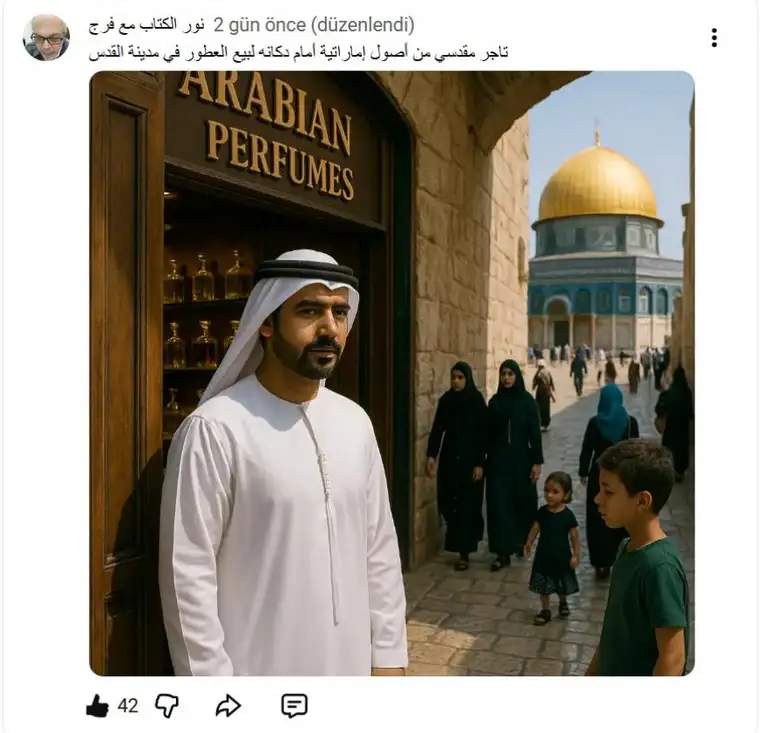 نور الكتاب مع فرج 2 gün önce (düzenlendi)
تاجر مقدسي من أصول إماراتية أمام دكانه لبيع العطور في مدينة القدس
ARABIAN
PERFUMES
42